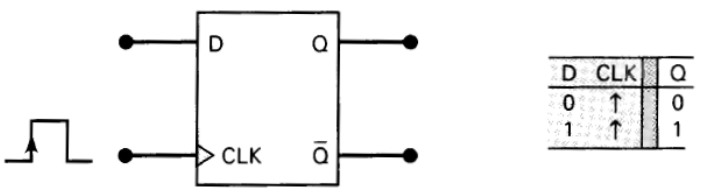 D Q
CLK Q̅
D CLK Q
0 ↑ 0
1 ↑ 1